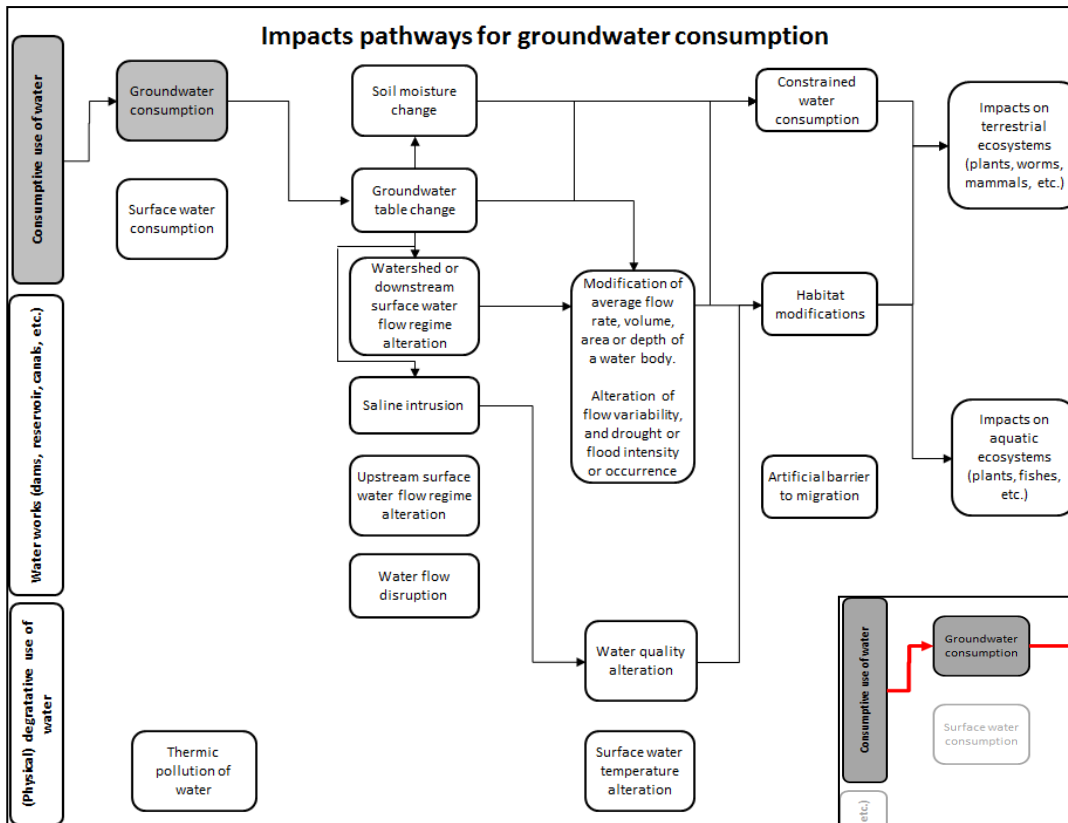 Impacts pathways for groundwater consumption
Consumptive use of water
Groundwater
consumption
Surface water
consumption
Soil moisture
change
Groundwater
table change
Watershed or
downstream
surface water
flow regime
alteration
Saline intrusion
Upstream surface
water flow regime
alteration
Water flow
disruption
Modification of
average flow
rate, volume,
area or depth of
a water body.
Alteration of
flow variability,
and drought or
flood intensity
or occurrence
Water quality
alteration
Surface water
temperature
alteration
Constrained
water
consumption
Habitat
modifications
Artificial barrier
to migration
Impacts on
terrestrial
ecosystems
(plants, worms,
mammals, etc.)
Impacts on
aquatic
ecosystems
(plants, fishes,
etc.)
Water works (dams, reservoir, canals, etc.)
(Physical) degratative use of
water
Thermic
pollution of
water
Consumptive use of water
Groundwater
consumption
Surface water
consumption
etc.)